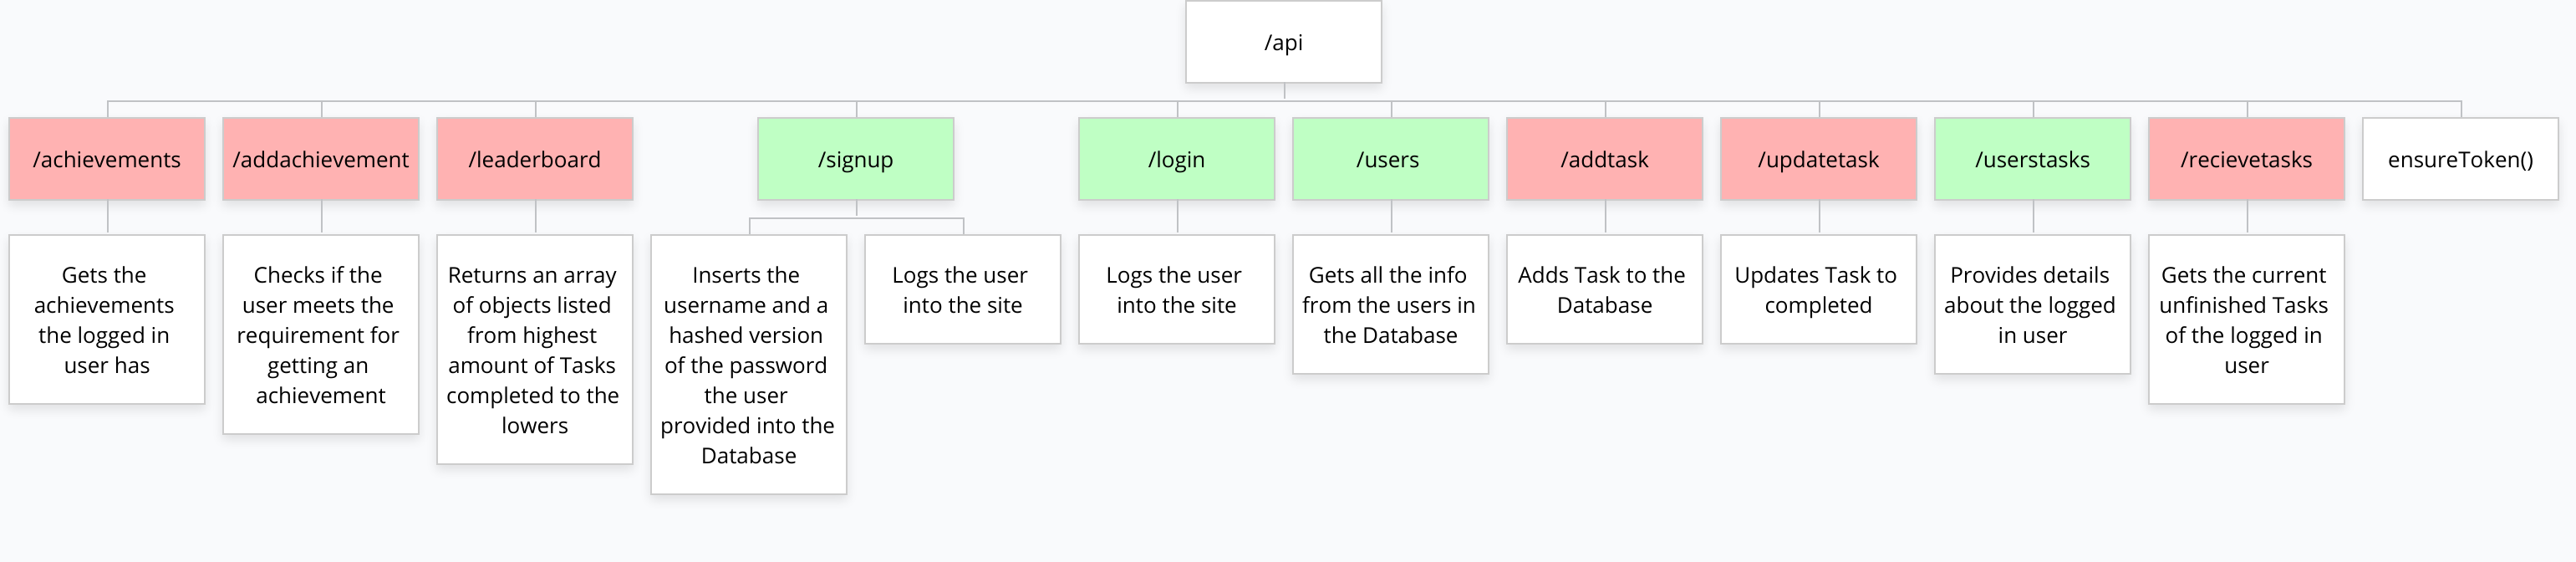 /api
/achievements
/addachievement
/leaderboard
/signup
/login
/users
/addtask
/updatetask
/userstasks
/recievetasks
ensureToken()
Gets the
achievements
the logged in
user has
Checks if the
user meets the
requirement for
getting an
achievement
Returns an array
of objects listed
from highest
amount of Tasks
completed to the
lowers
Inserts the
username and a
hashed version
of the password
the user
provided into the
Database
Logs the user
into the site
Logs the user
into the site
Gets all the info
from the users in
the Database
Adds Task to the
Database
Updates Task to
completed
Provides details
about the logged
in user
Gets the current
unfinished Tasks
of the logged in
user